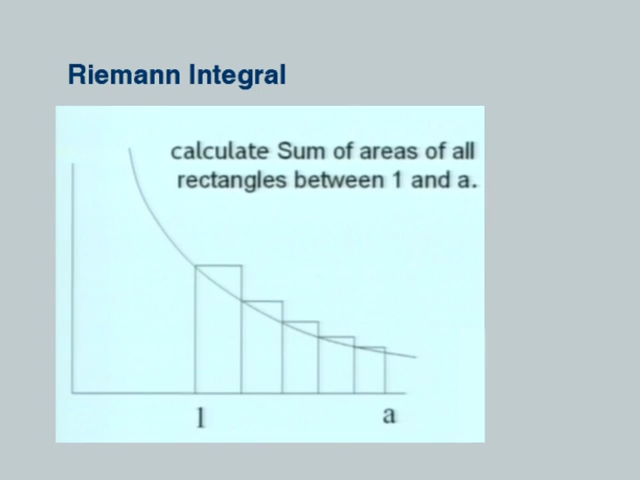 Riemann Integral
calculate Sum of areas of all
rectangles between 1 and a.
1
a